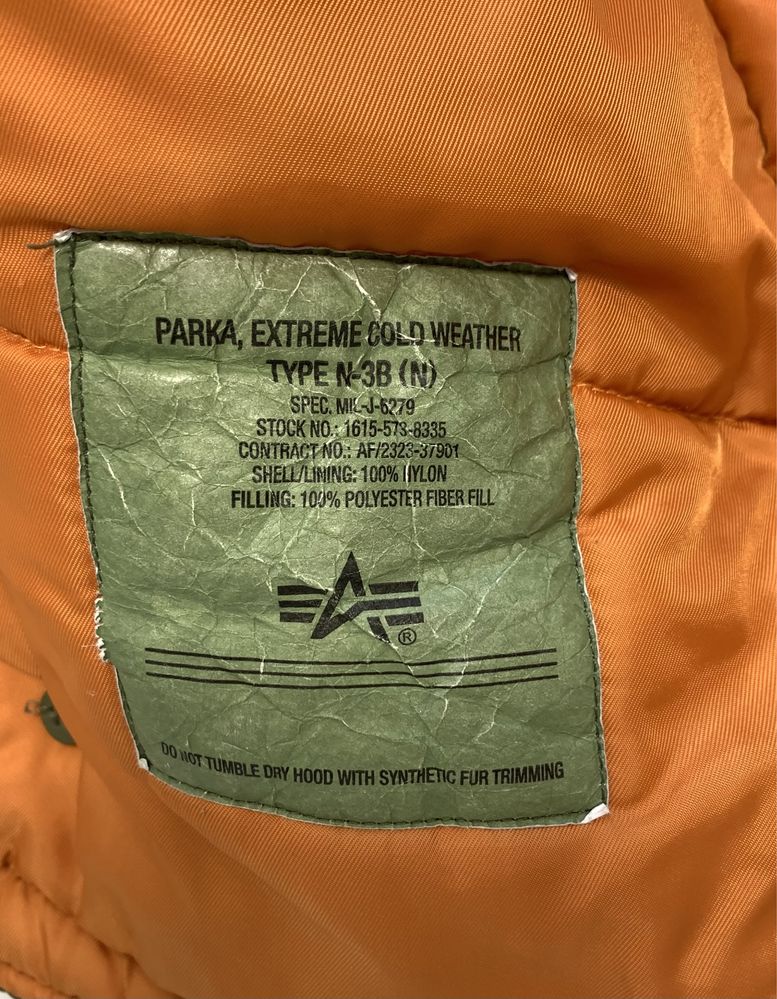 PARKA, EXTREME COLD WEATHER
TYPE N-3B (N)
SPEC. MIL-J-6279
STOCK NO.: 1615-573-8335
CONTRACT NO.: AF/2323-37901
SHELL/LINING: 100% NYLON
FILLING: 100% POLYESTER FIBER FILL
®
DO NOT TUMBLE DRY HOOD WITH SYNTHETIC FUR TRIMMING